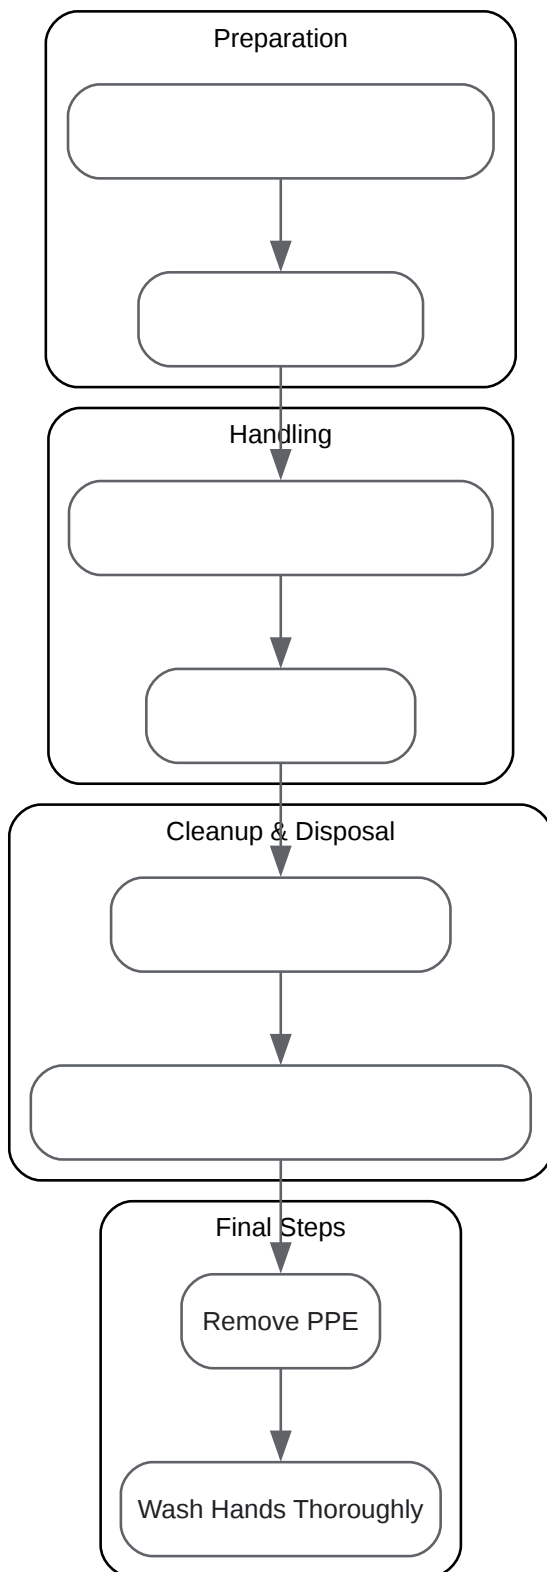 Preparation
Handling
Cleanup & Disposal
Final Steps
Remove PPE
Wash Hands Thoroughly